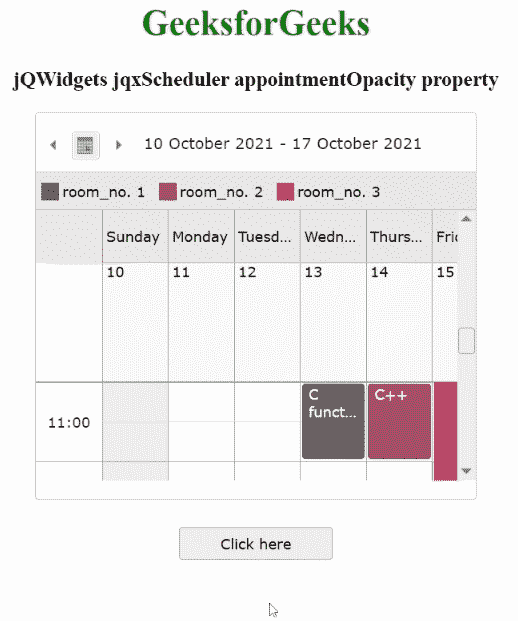 GeeksforGeeks
jQWidgets jqxScheduler appointmentOpacity property
10 October 2021 - 17 October 2021
room_no. 1 room_no. 2 room_no. 3
Sunday Monday Tuesd... Wedn... Thurs... Fri
10 11 12 13 14 15
C
funct...
C++
11:00
Click here